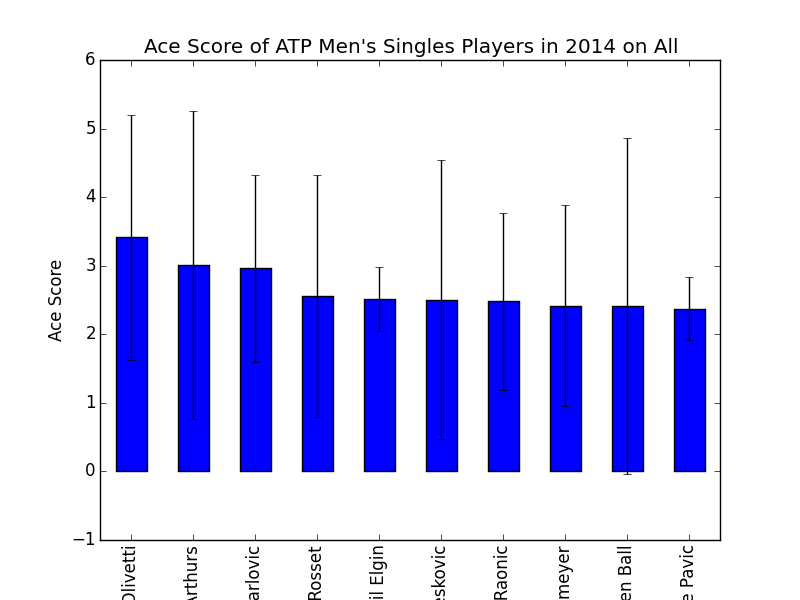 Ace Score of ATP Men's Singles Players in 2014 on All
6
5
4
3
2
1
0
−1
Ace Score
Olivetti
Arthurs
arlovic
Rosset
il Elgin
eskovic
Raonic
meyer
en Ball
e Pavic